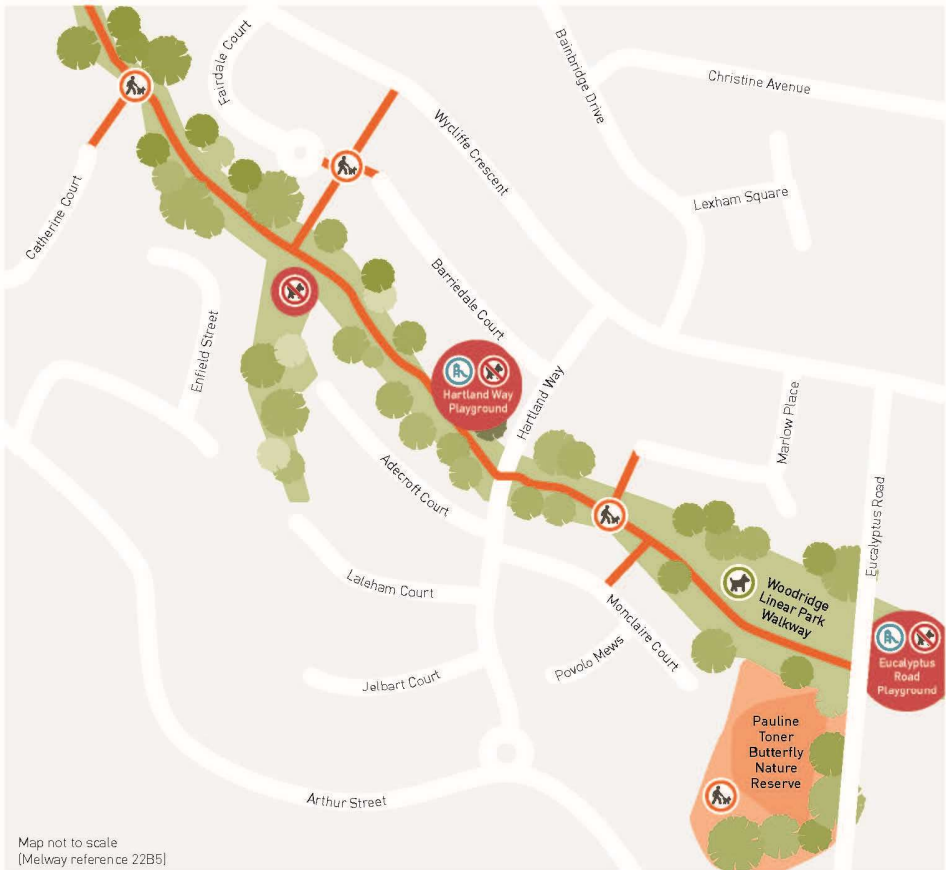 Fairdale Court
Bainbridge Drive
Christine Avenue
Wycliffe Crescent
Lexham Square
Catherine Court
Barriedale Court
Enfield Street
Hartland Way
Playground
Hartland Way
Marlow Place
Adecroft Court
Eucalyptus Road
Laleham Court
Woodridge
Linear Park
Walkway
Monclaire Court
Povolo Mews
Jelbart Court
Eucalyptus
Road
Playground
Pauline
Toner
Butterfly
Nature
Reserve
Arthur Street
Map not to scale
(Melway reference 22B5)